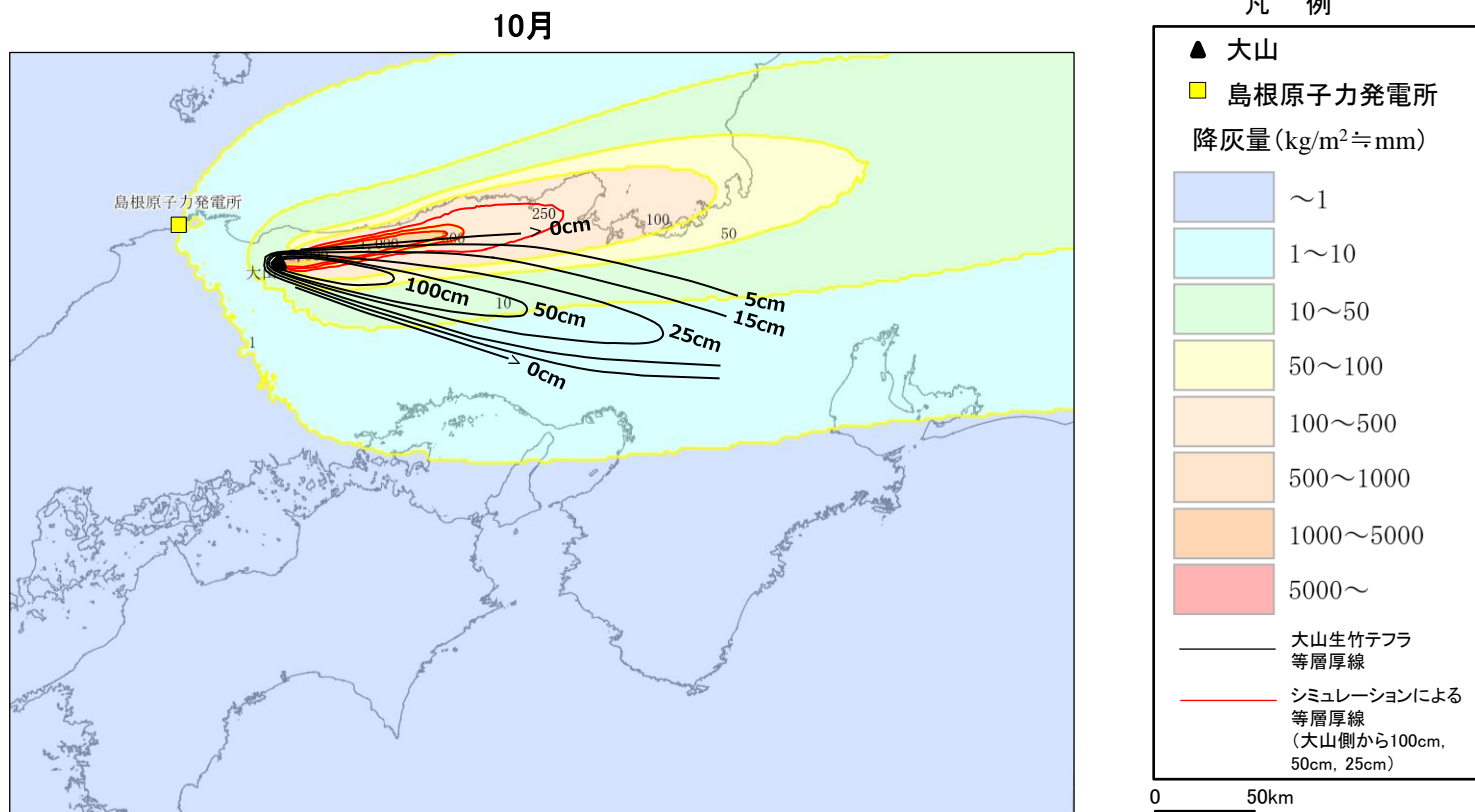 10月
島根原子力発電所
250
> 0cm
100
50
大山
100cm
10
50cm
5cm
15cm
25cm
1
> 0cm
凡 例
大山
島根原子力発電所
降灰量(kg/m²≒mm)
～1
1～10
10～50
50～100
100～500
500～1000
1000～5000
5000～
大山生竹テフラ
等層厚線
シミュレーションによる
等層厚線
(大山側から100cm,
50cm, 25cm)
0 50km